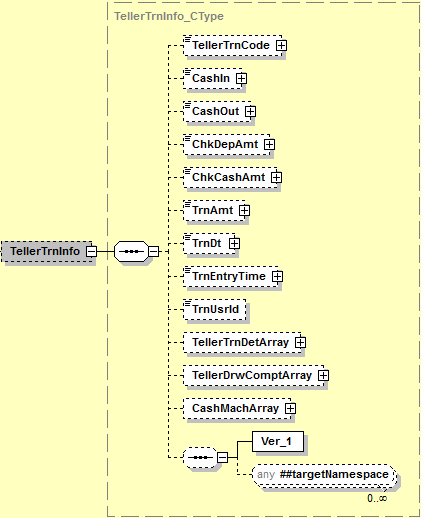 TellerTrnInfo_CType
TellerTrnCode
CashIn
CashOut
ChkDepAmt
ChkCashAmt
TrnAmt
TrnDt
TellerTrnInfo
TrnEntryTime
TrnUsrId
TellerTrnDetArray
TellerDrwComptArray
CashMachArray
Ver_1
any ##targetNamespace
0..∞